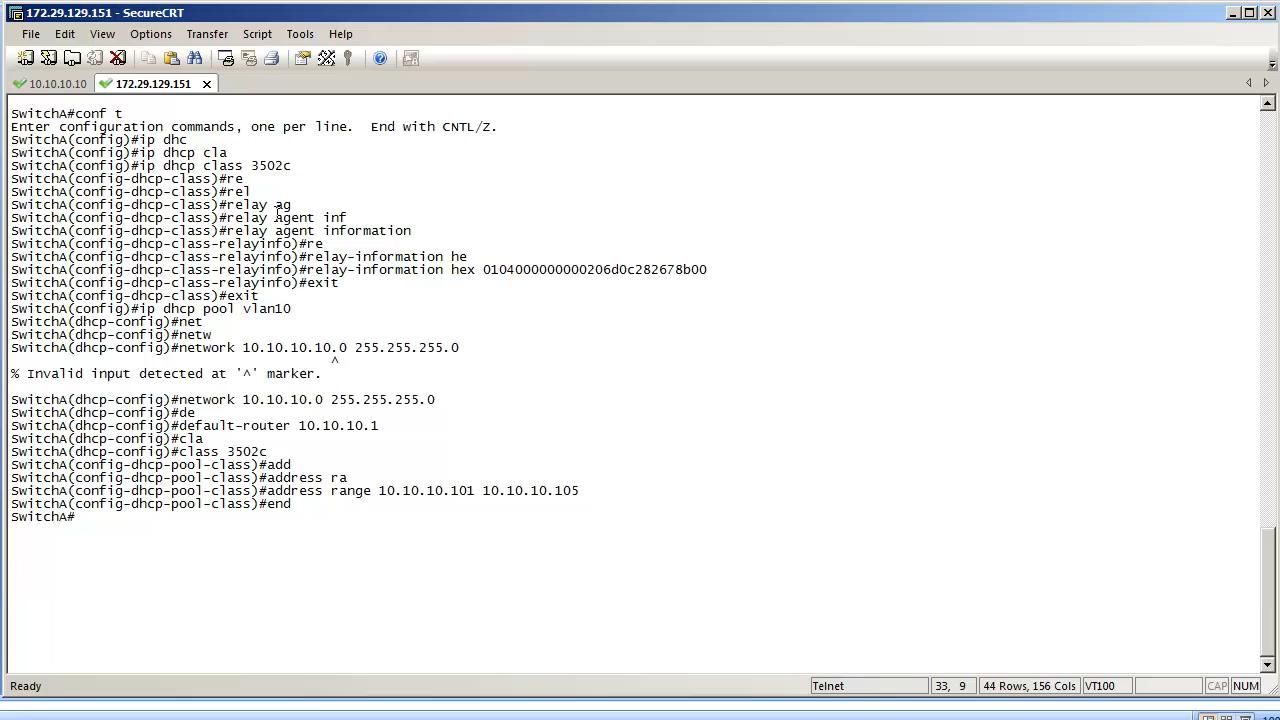 172.29.129.151 - SecureCRT
File Edit View Options Transfer Script Tools Help
10.10.10.10 172.29.129.151
SwitchA#conf t
Enter configuration commands, one per line.  End with CNTL/Z.
SwitchA(config)#ip dhc
SwitchA(config)#ip dhcp cla
SwitchA(config)#ip dhcp class 3502c
SwitchA(config-dhcp-class)#re
SwitchA(config-dhcp-class)#rel
SwitchA(config-dhcp-class)#relay ag
SwitchA(config-dhcp-class)#relay agent inf
SwitchA(config-dhcp-class)#relay agent information
SwitchA(config-dhcp-class-relayinfo)#re
SwitchA(config-dhcp-class-relayinfo)#relay-information he
SwitchA(config-dhcp-class-relayinfo)#relay-information hex 0104000000000206d0c282678b00
SwitchA(config-dhcp-class-relayinfo)#exit
SwitchA(config-dhcp-class)#exit
SwitchA(config)#ip dhcp pool vlan10
SwitchA(dhcp-config)#net
SwitchA(dhcp-config)#netw
SwitchA(dhcp-config)#network 10.10.10.10.0 255.255.255.0
^
% Invalid input detected at '^' marker.
SwitchA(dhcp-config)#network 10.10.10.0 255.255.255.0
SwitchA(dhcp-config)#de
SwitchA(dhcp-config)#default-router 10.10.10.1
SwitchA(dhcp-config)#cla
SwitchA(dhcp-config)#class 3502c
SwitchA(config-dhcp-pool-class)#add
SwitchA(config-dhcp-pool-class)#address ra
SwitchA(config-dhcp-pool-class)#address range 10.10.10.101 10.10.10.105
SwitchA(config-dhcp-pool-class)#end
SwitchA#
Ready Telnet 33, 9 44 Rows, 156 Cols VT100 CAP NUM